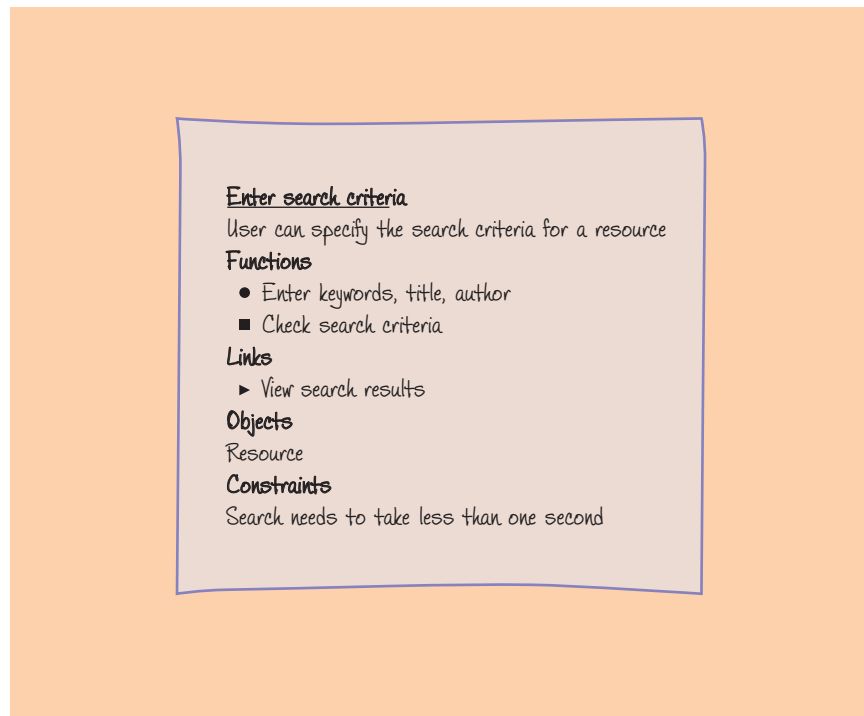 Enter search criteria
User can specify the search criteria for a resource
Functions
● Enter keywords, title, author
■ Check search criteria
Links
► View search results
Objects
Resource
Constraints
Search needs to take less than one second